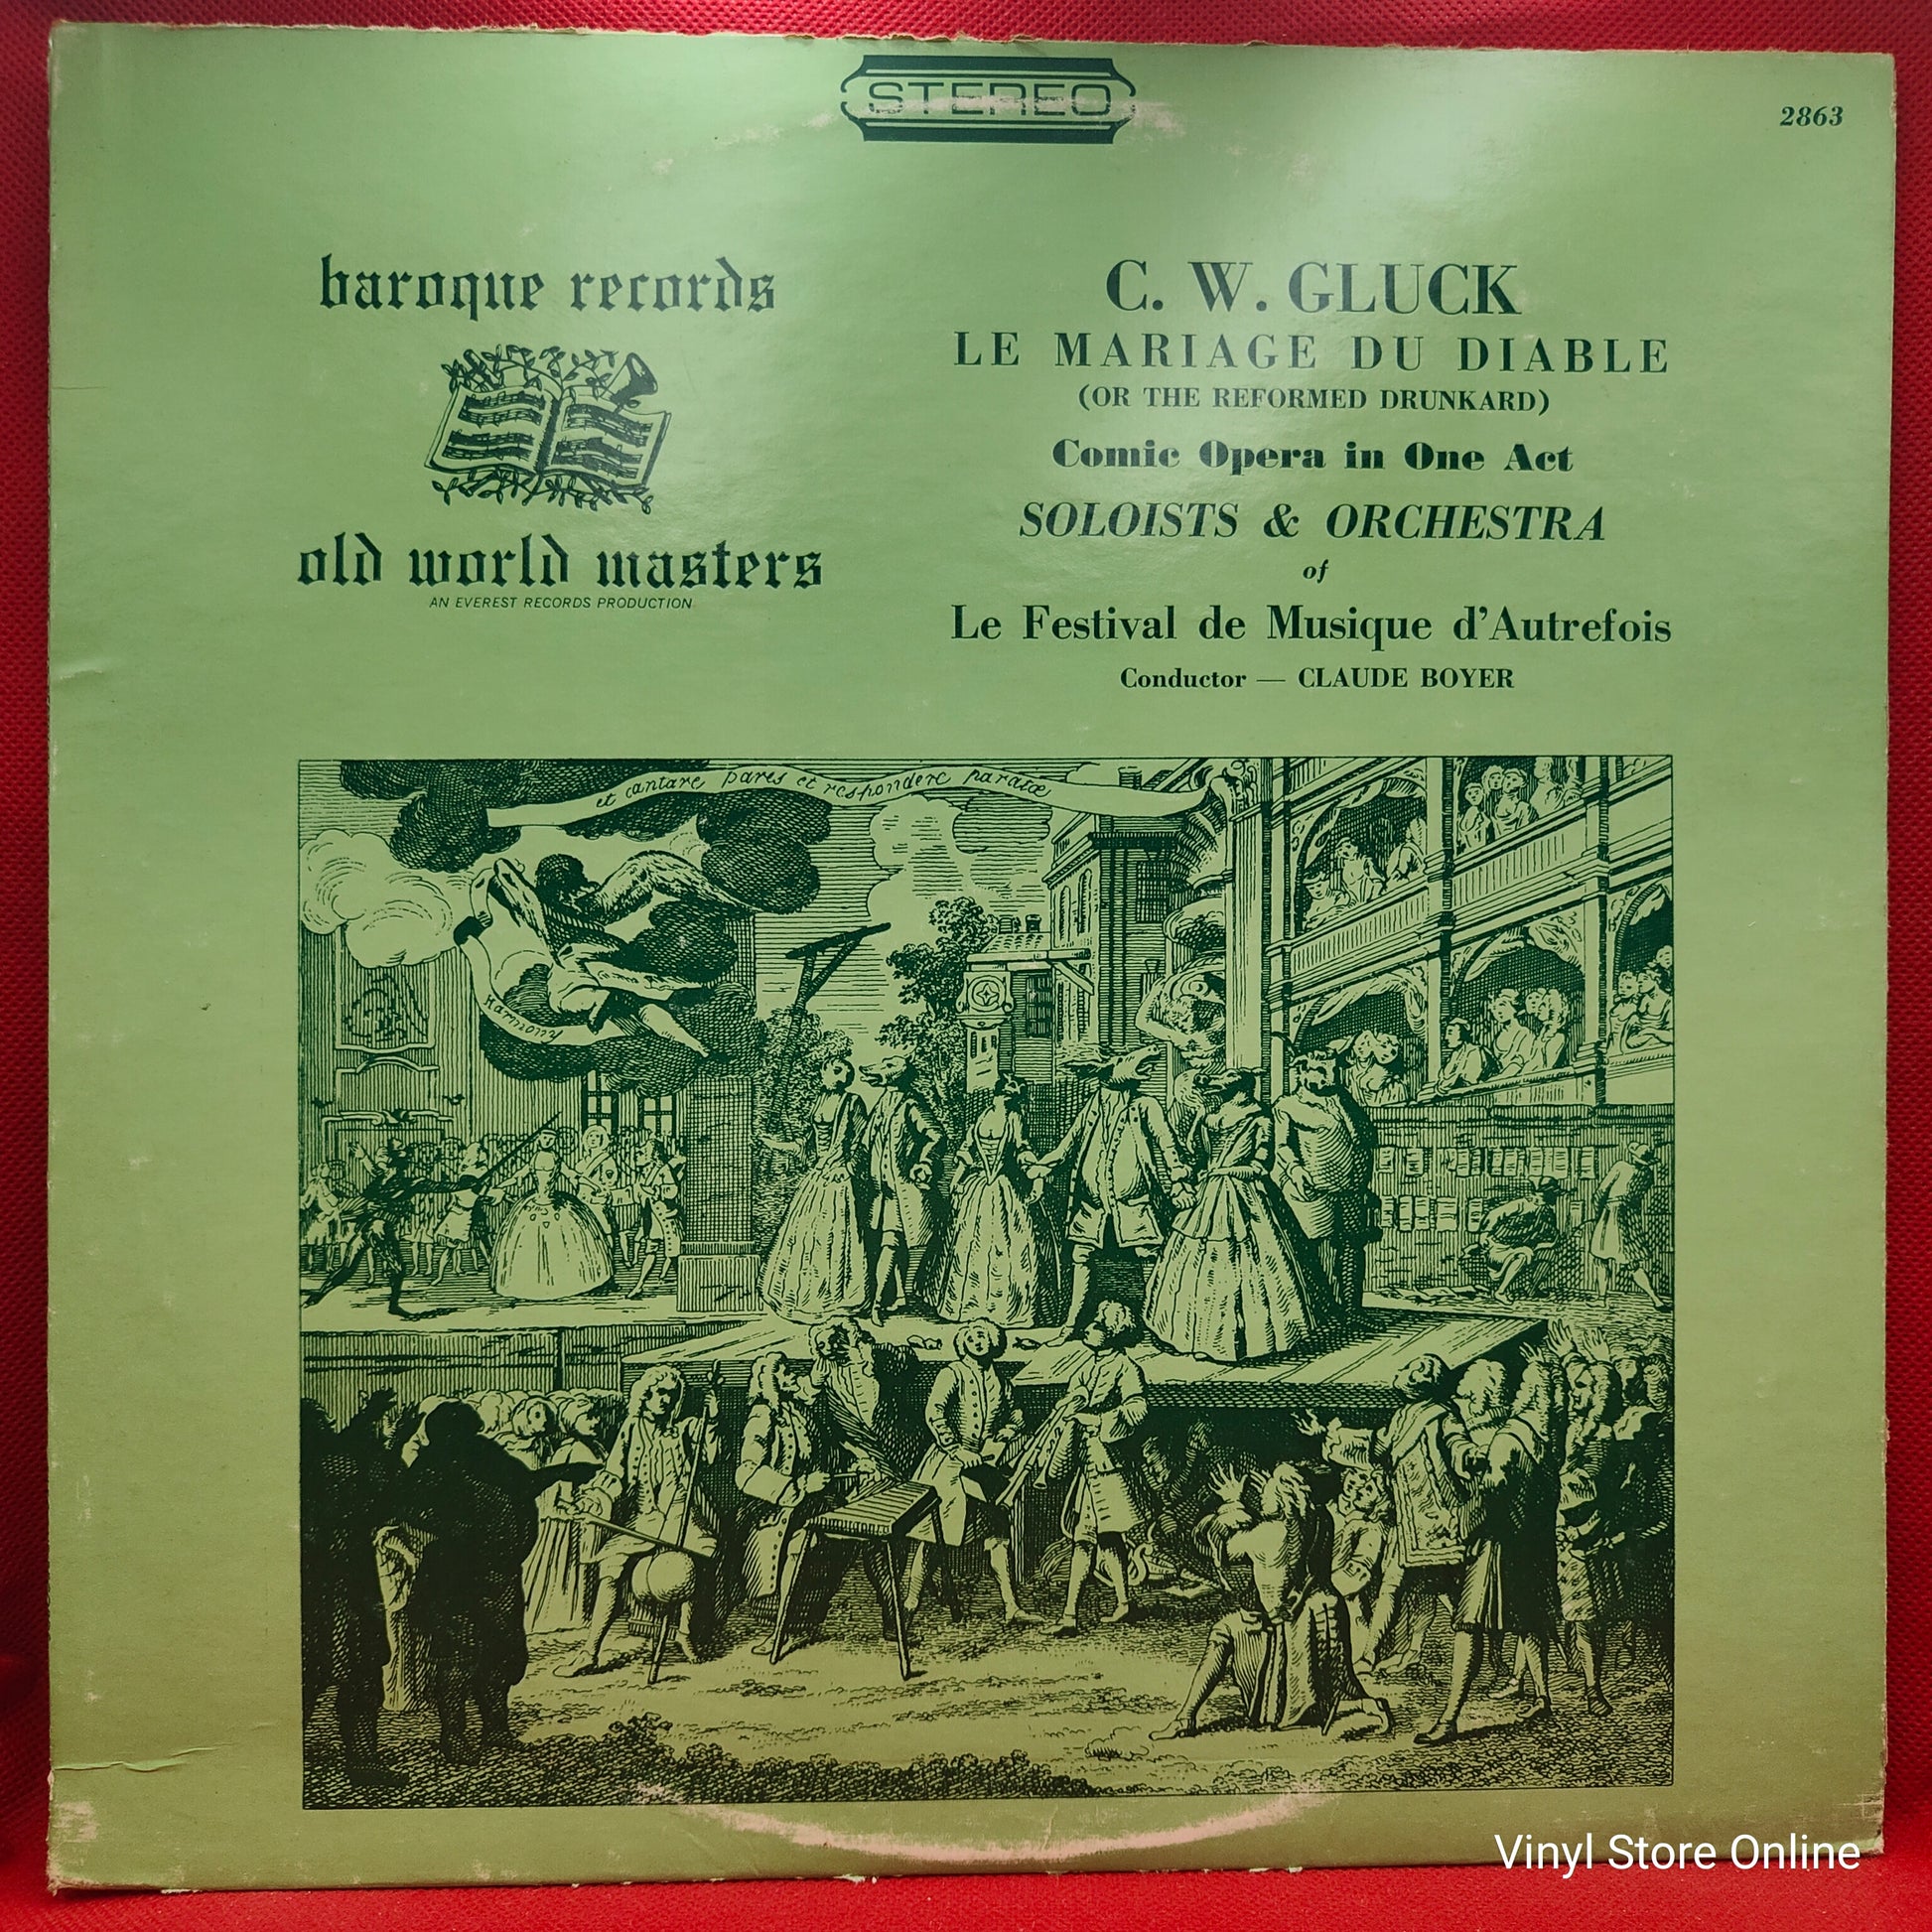 STEREO
2863
baroque records
old world masters
AN EVEREST RECORDS PRODUCTION
C. W. GLUCK
LE MARIAGE DU DIABLE
(OR THE REFORMED DRUNKARD)
Comic Opera in One Act
SOLOISTS & ORCHESTRA
of
Le Festival de Musique d'Autrefois
Conductor — CLAUDE BOYER
et cantare pares et respondere paratæ
Harmony
Vinyl Store Online